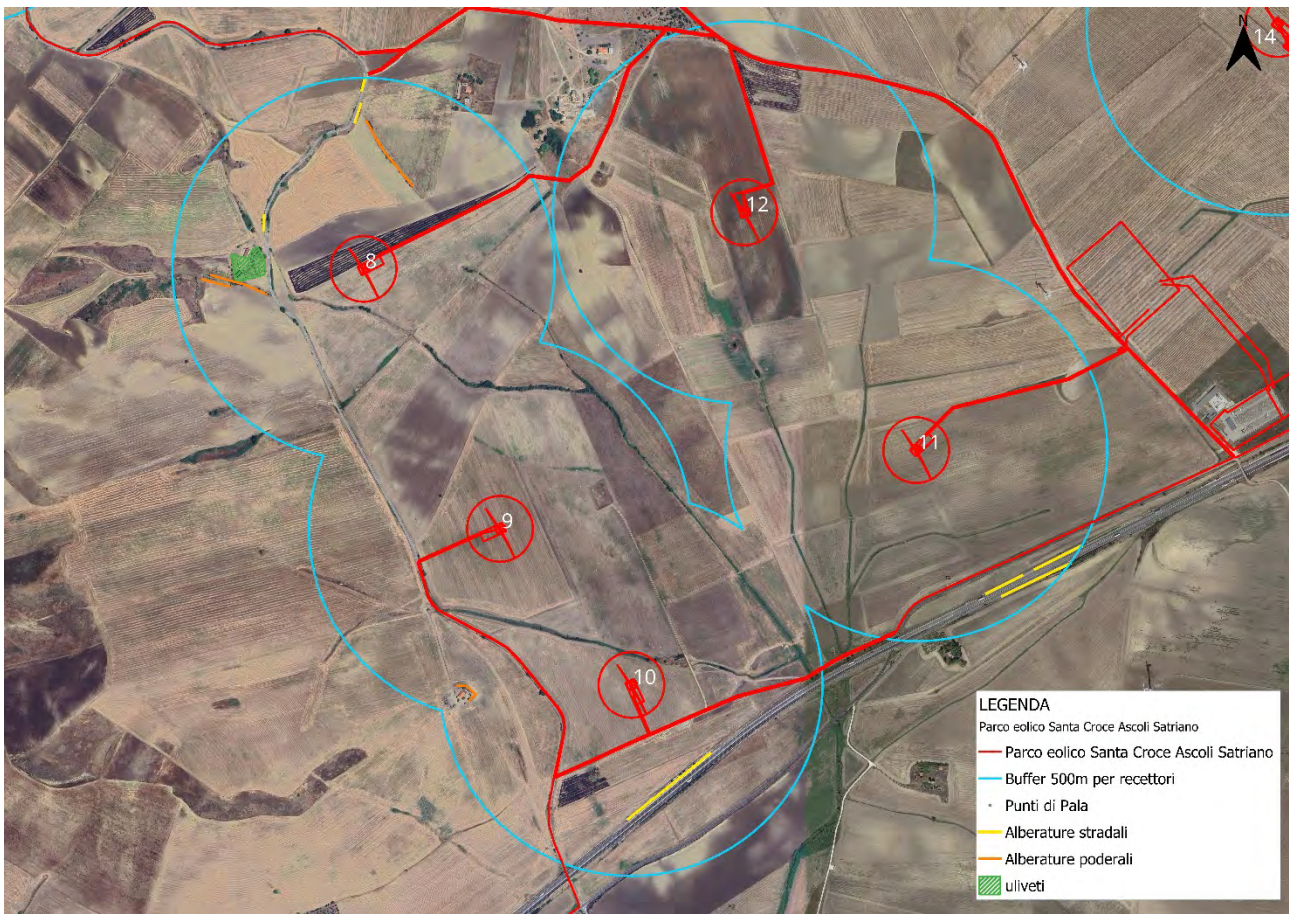 N
14
12
8
11
9
10
LEGENDA
Parco eolico Santa Croce Ascoli Satriano
Parco eolico Santa Croce Ascoli Satriano
Buffer 500m per recettori
Punti di Pala
Alberature stradali
Alberature poderali
uliveti